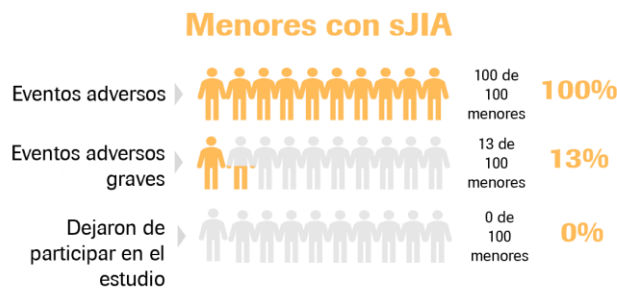 Menores con sJIA
Eventos adversos
100 de
100
menores
100%
Eventos adversos
graves
13 de
100
menores
13%
Dejaron de
participar en el
estudio
0 de
100
menores
0%